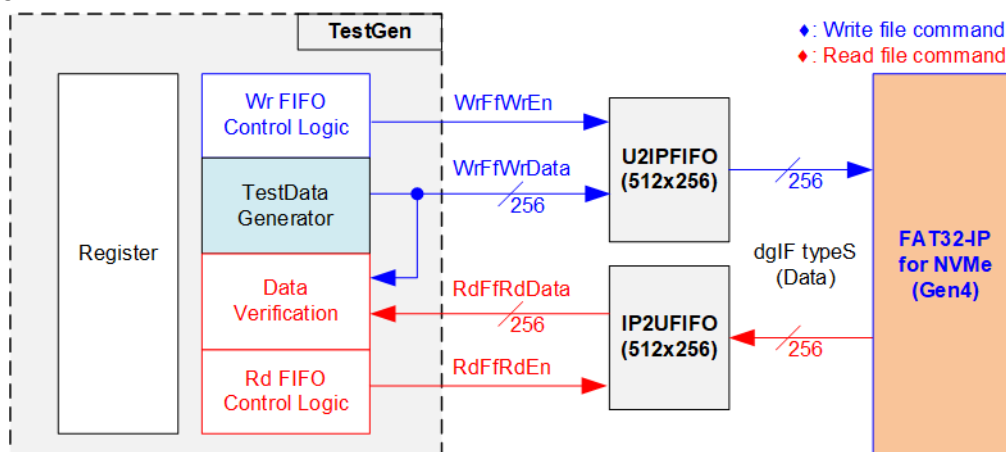 TestGen
♦: Write file command
♦: Read file command
Register
Wr FIFO
Control Logic
TestData
Generator
Data
Verification
Rd FIFO
Control Logic
WrFfWrEn
WrFfWrData
256
RdFfRdData
256
RdFfRdEn
U2IPFIFO
(512x256)
IP2UFIFO
(512x256)
256
dgIF typeS
(Data)
256
FAT32-IP
for NVMe
(Gen4)